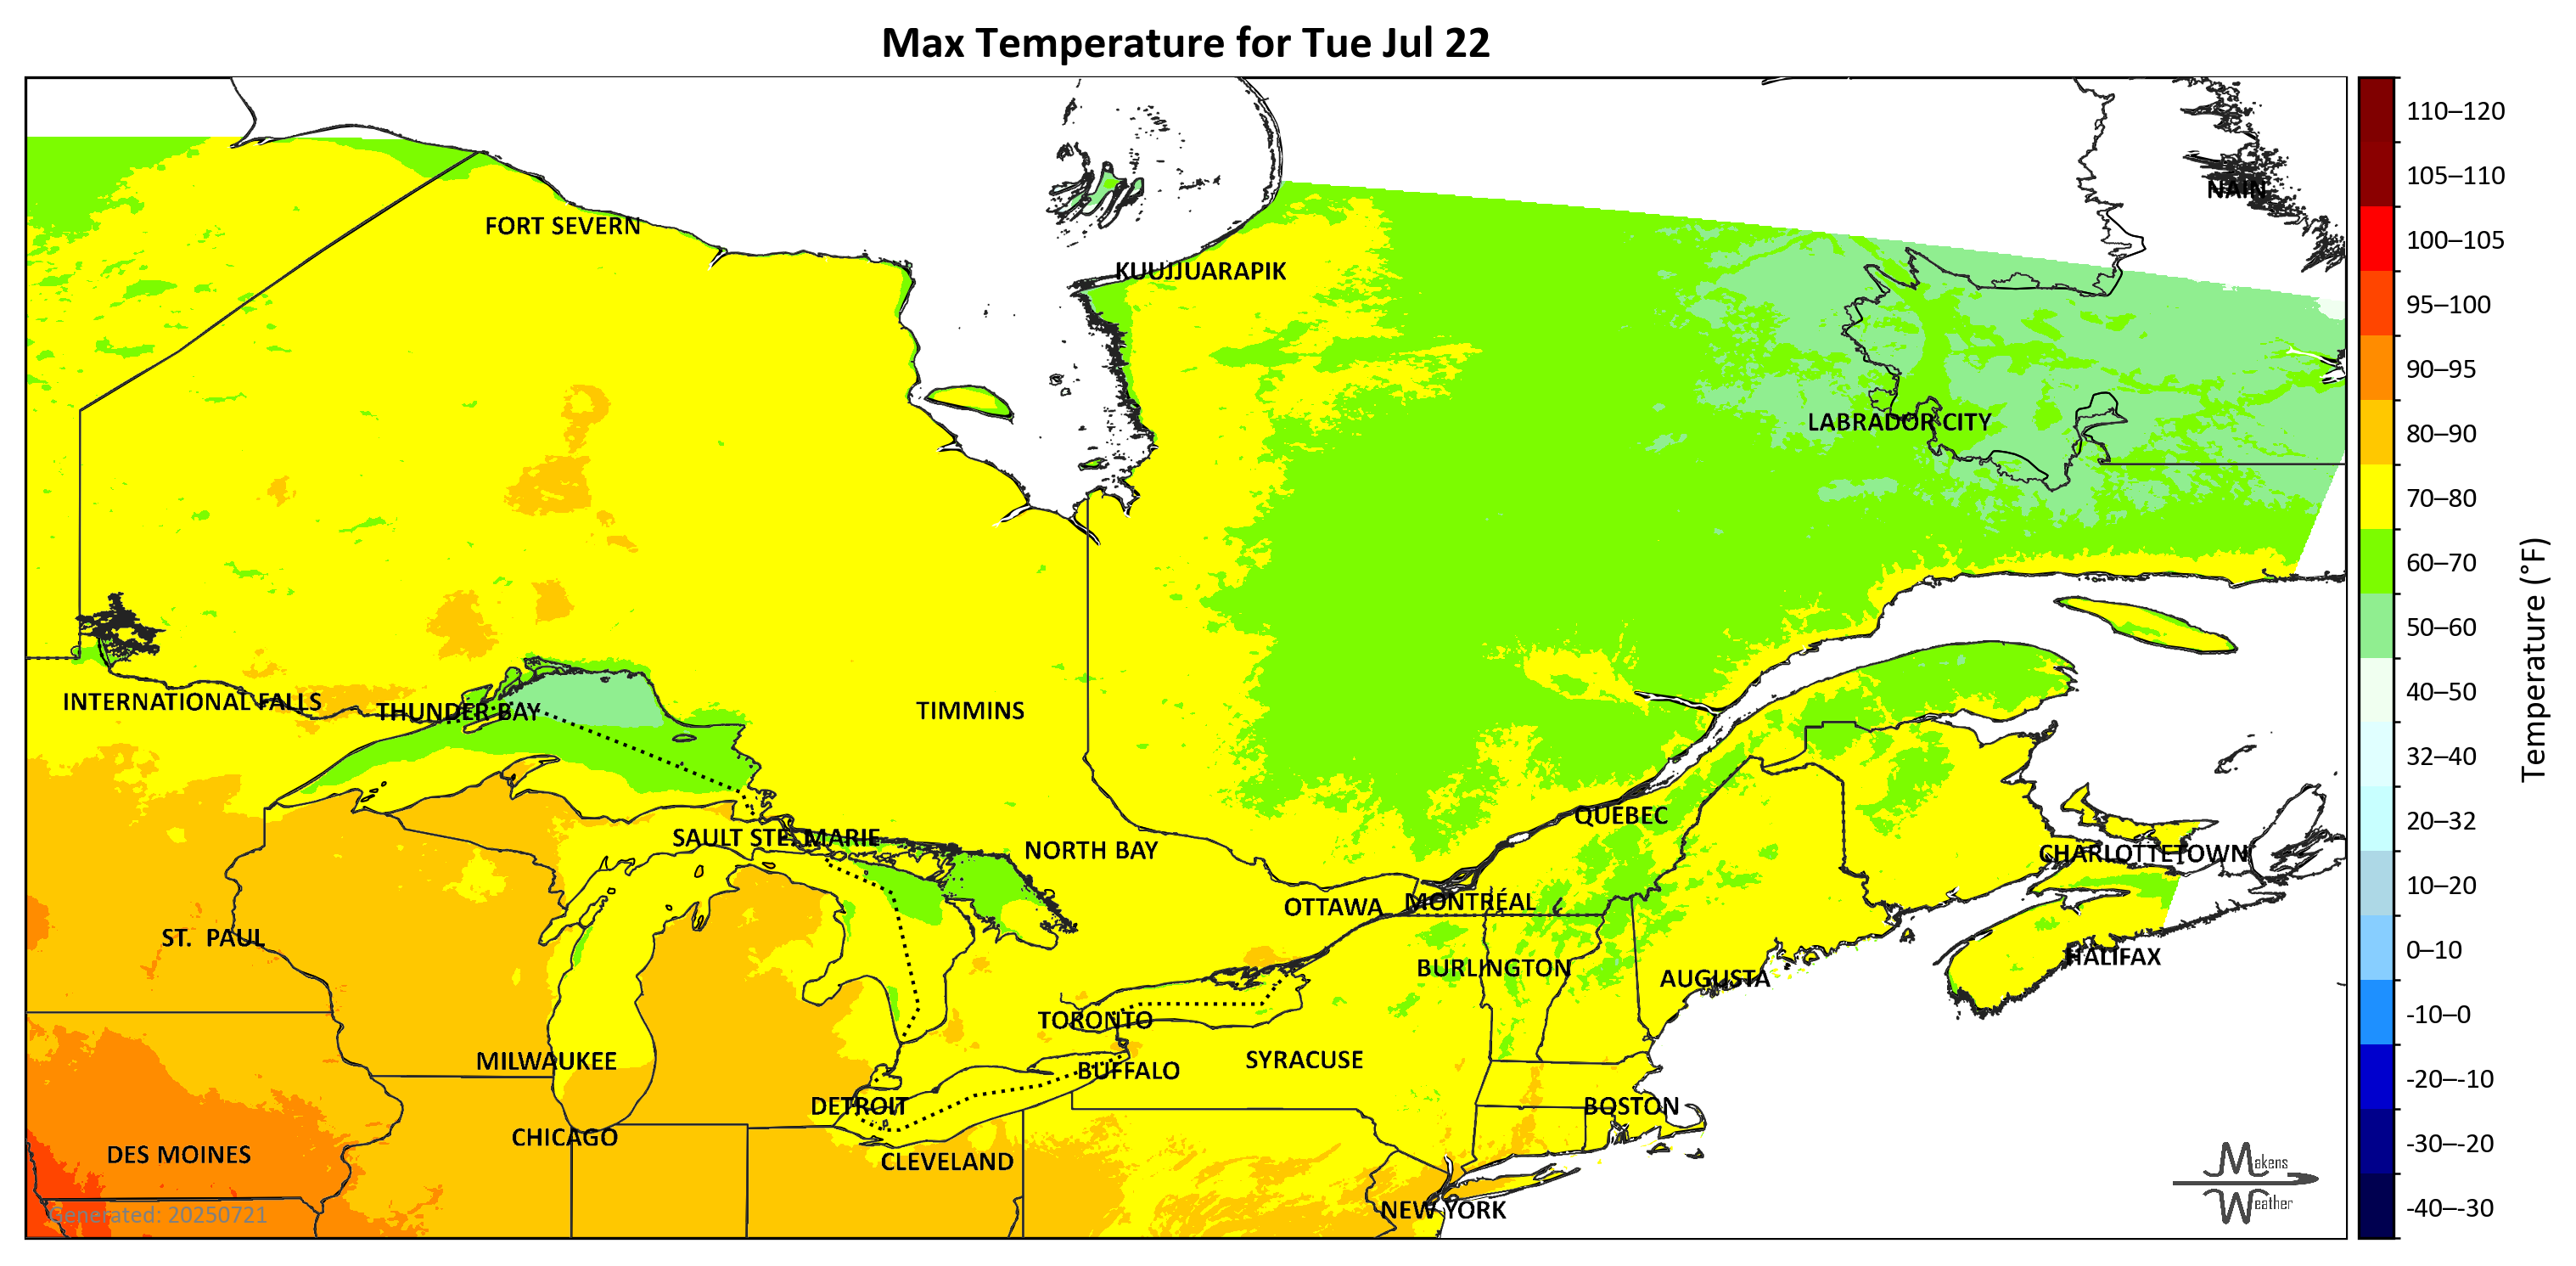 Max Temperature for Tue Jul 22
NAIN
FORT SEVERN
KUUJJUARAPIK
LABRADOR CITY
INTERNATIONAL FALLS
THUNDER BAY
TIMMINS
QUEBEC
SAULT STE. MARIE
NORTH BAY
CHARLOTTETOWN
OTTAWA
MONTRÉAL
ST. PAUL
HALIFAX
BURLINGTON
AUGUSTA
TORONTO
MILWAUKEE
SYRACUSE
BUFFALO
DETROIT
BOSTON
CHICAGO
DES MOINES
CLEVELAND
NEW YORK
Generated: 20250721
Makens
Weather
110–120
105–110
100–105
95–100
90–95
80–90
70–80
60–70
50–60
40–50
32–40
20–32
10–20
0–10
-10–0
-20–-10
-30–-20
-40–-30
Temperature (°F)